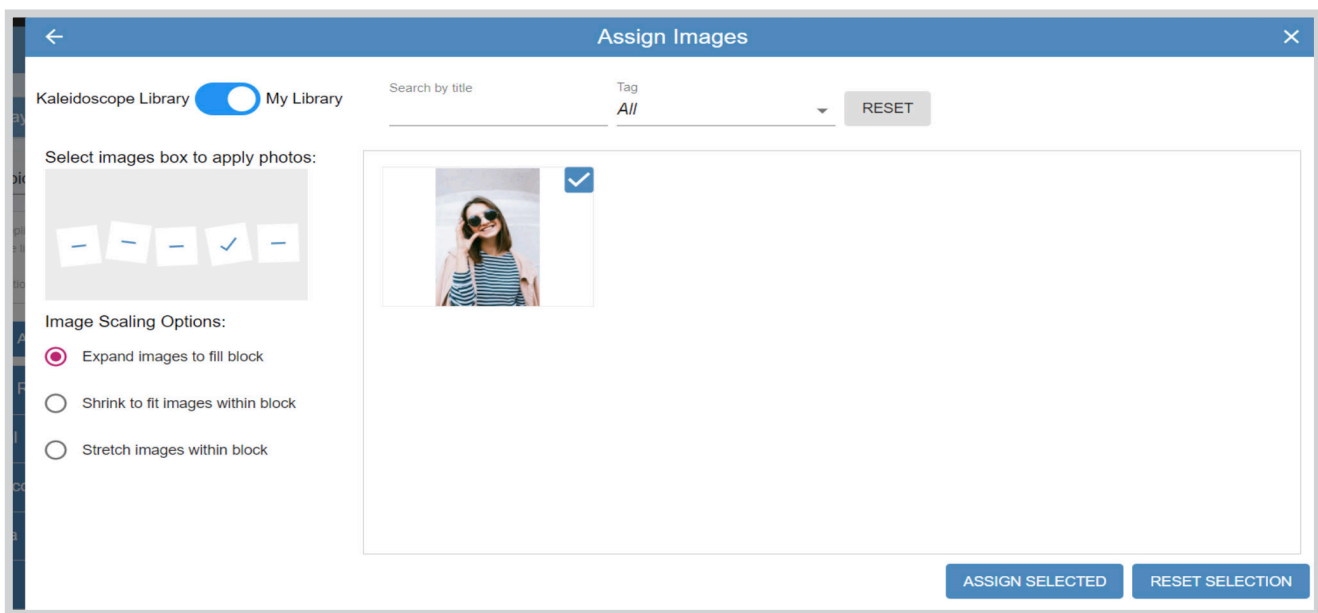 Assign Images
Kaleidoscope Library
My Library
Search by title
Tag
All
RESET
Select images box to apply photos:
Image Scaling Options:
Expand images to fill block
Shrink to fit images within block
Stretch images within block
ASSIGN SELECTED
RESET SELECTION